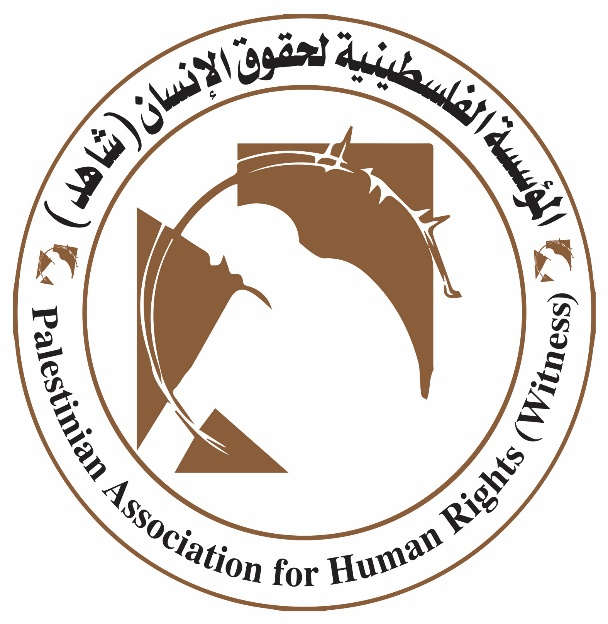 المؤسسة الفلسطينية لحقوق الإنسان (شاهد)
Palestinian Association for Human Rights (Witness)